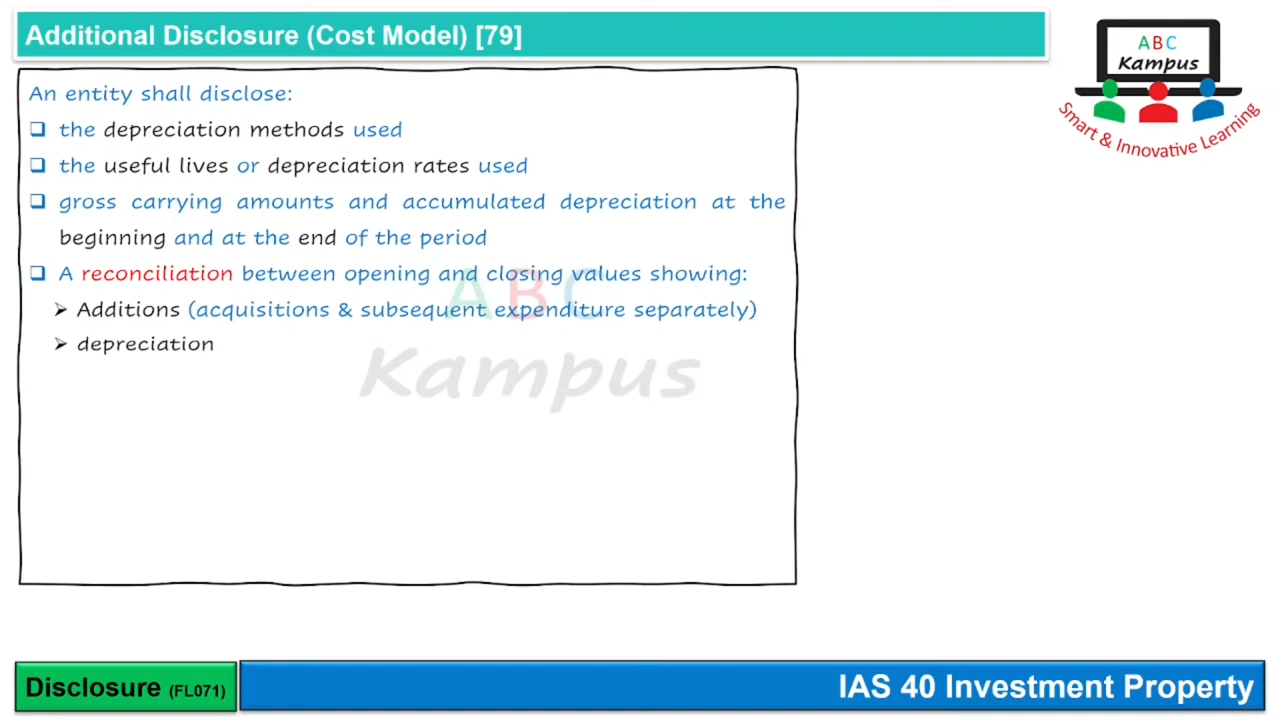 Additional Disclosure (Cost Model) [79]
A B C
Kampus
Smart & Innovative Learning
An entity shall disclose:
❑ the depreciation methods used
❑ the useful lives or depreciation rates used
❑ gross carrying amounts and accumulated depreciation at the
beginning and at the end of the period
❑ A reconciliation between opening and closing values showing:
➢ Additions (acquisitions & subsequent expenditure separately)
➢ depreciation
A B C
Kampus
Disclosure (FL071)
IAS 40 Investment Property